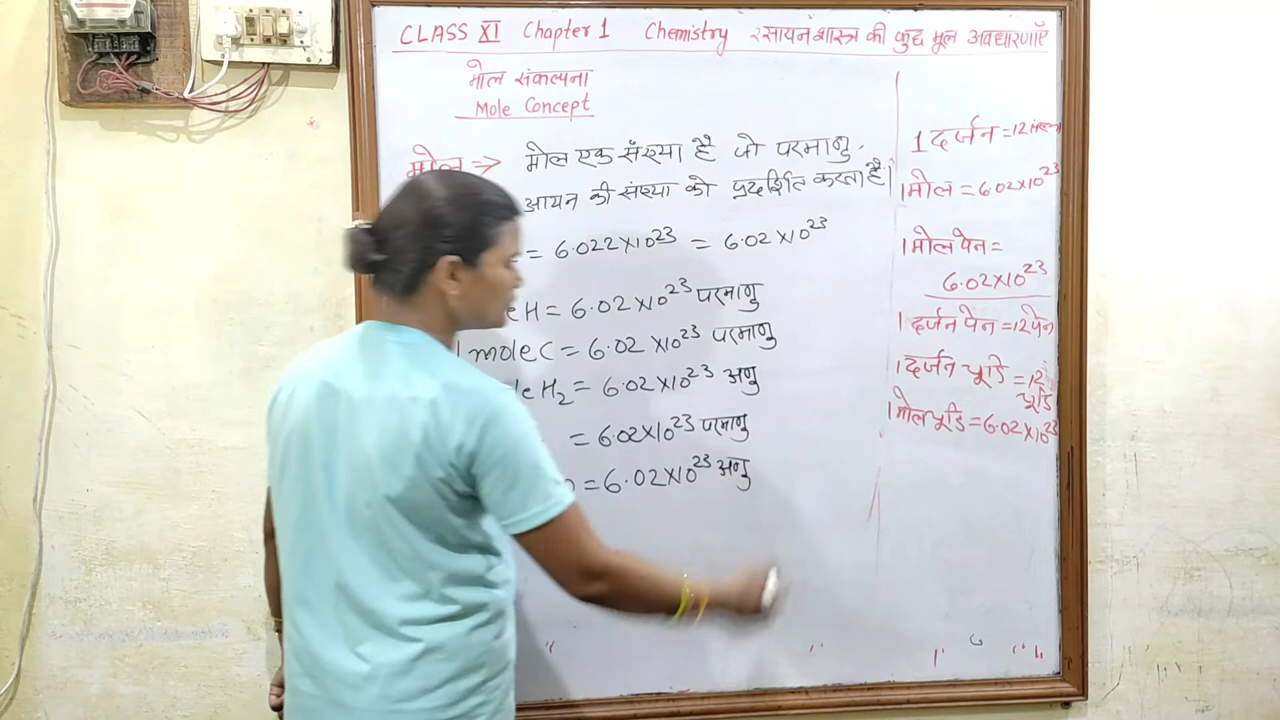 CLASS XI Chapter 1 Chemistry रसायनशास्त्र की कुछ मूल अवधारणाएँ
मोल संकल्पना
Mole Concept
मोल ⇒ मोल एक संख्या है जो परमाणु,
आयन की संख्या को प्रदर्शित करता है।
= 6.022×10²³ = 6.02×10²³
eH = 6.02×10²³ परमाणु
1 mole C = 6.02×10²³ परमाणु
le H₂ = 6.02×10²³ अणु
= 6.02×10²³ परमाणु
= 6.02×10²³ अणु
1 दर्जन = 12
1 मोल = 6.02×10²³
1 मोल पेन =
6.02×10²³
1 दर्जन पेन = 12 पेन
1 दर्जन चूड़ि = 12
चूड़ि
1 मोल चूड़ि = 6.02×10²³